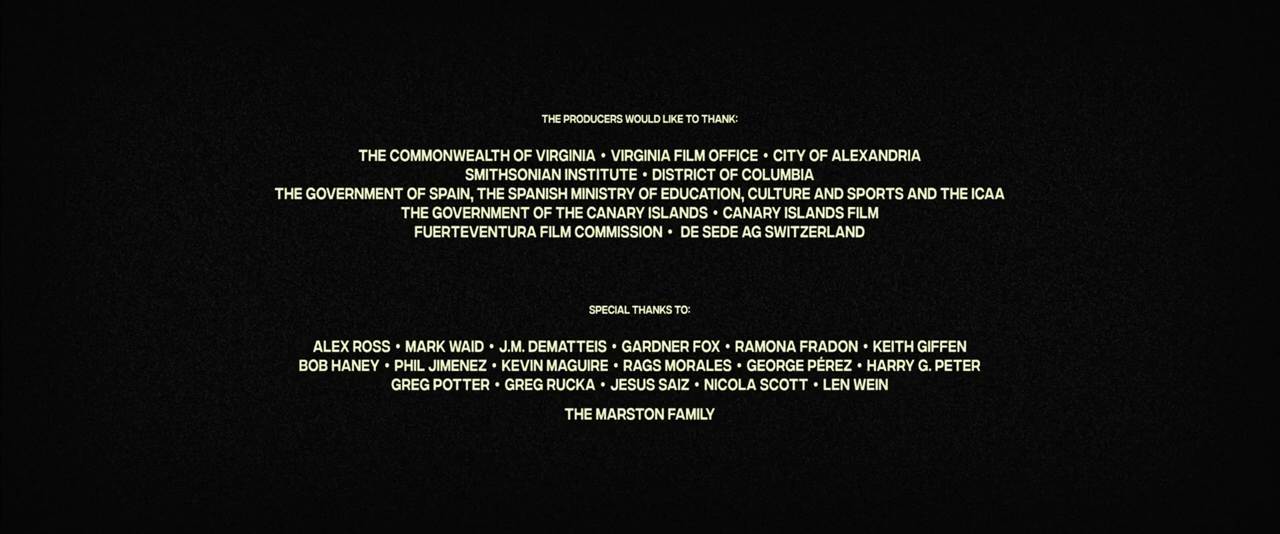 THE PRODUCERS WOULD LIKE TO THANK:
THE COMMONWEALTH OF VIRGINIA • VIRGINIA FILM OFFICE • CITY OF ALEXANDRIA
SMITHSONIAN INSTITUTE • DISTRICT OF COLUMBIA
THE GOVERNMENT OF SPAIN, THE SPANISH MINISTRY OF EDUCATION, CULTURE AND SPORTS AND THE ICAA
THE GOVERNMENT OF THE CANARY ISLANDS • CANARY ISLANDS FILM
FUERTEVENTURA FILM COMMISSION • DE SEDE AG SWITZERLAND
SPECIAL THANKS TO:
ALEX ROSS • MARK WAID • J.M. DEMATTEIS • GARDNER FOX • RAMONA FRADON • KEITH GIFFEN
BOB HANEY • PHIL JIMENEZ • KEVIN MAGUIRE • RAGS MORALES • GEORGE PÉREZ • HARRY G. PETER
GREG POTTER • GREG RUCKA • JESUS SAIZ • NICOLA SCOTT • LEN WEIN
THE MARSTON FAMILY